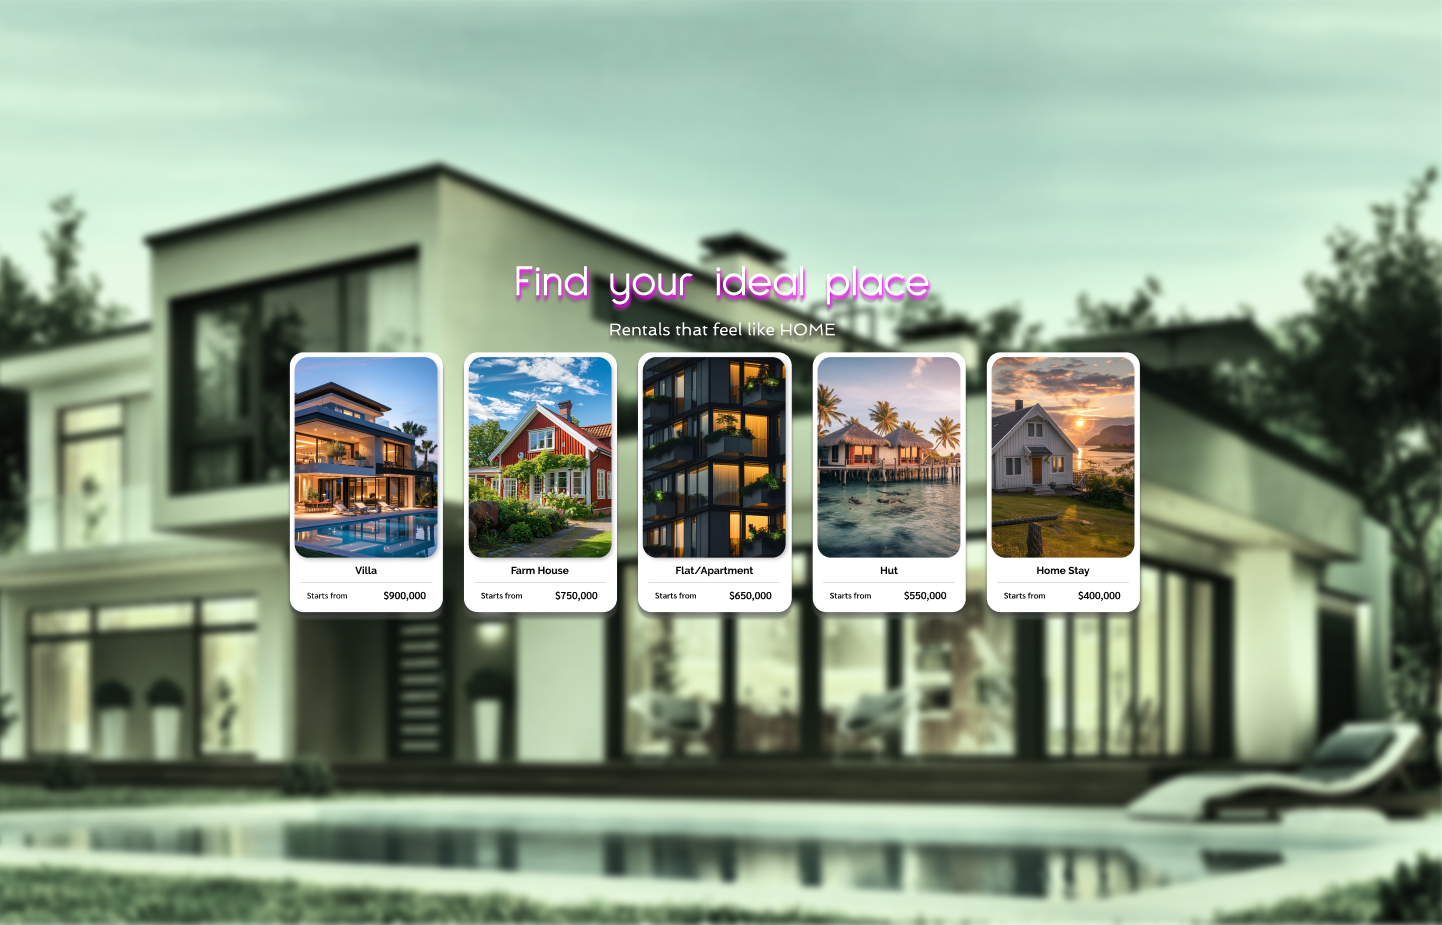 Find your ideal place
Rentals that feel like HOME
Villa
Starts from $900,000
Farm House
Starts from $750,000
Flat/Apartment
Starts from $650,000
Hut
Starts from $550,000
Home Stay
Starts from $400,000